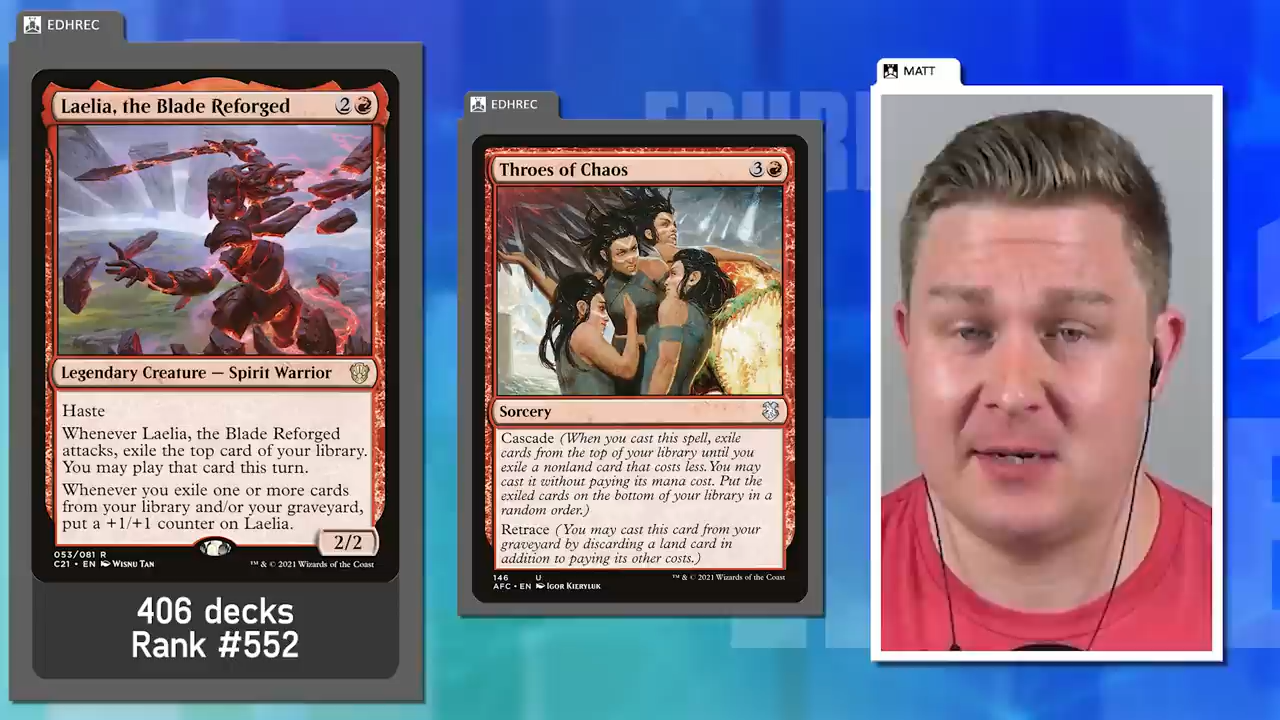 EDHREC
Laelia, the Blade Reforged 2
Legendary Creature — Spirit Warrior
Haste
Whenever Laelia, the Blade Reforged
attacks, exile the top card of your library.
You may play that card this turn.
Whenever you exile one or more cards
from your library and/or your graveyard,
put a +1/+1 counter on Laelia.
2/2
053/081 R
C21 • EN Wisnu Tan
™ & © 2021 Wizards of the Coast
406 decks
Rank #552
EDHREC
Throes of Chaos 3
Sorcery
Cascade (When you cast this spell, exile
cards from the top of your library until you
exile a nonland card that costs less. You may
cast it without paying its mana cost. Put the
exiled cards on the bottom of your library in a
random order.)
Retrace (You may cast this card from your
graveyard by discarding a land card in
addition to paying its other costs.)
146 U
AFC • EN Igor Kieryluk
™ & © 2021 Wizards of the Coast
MATT